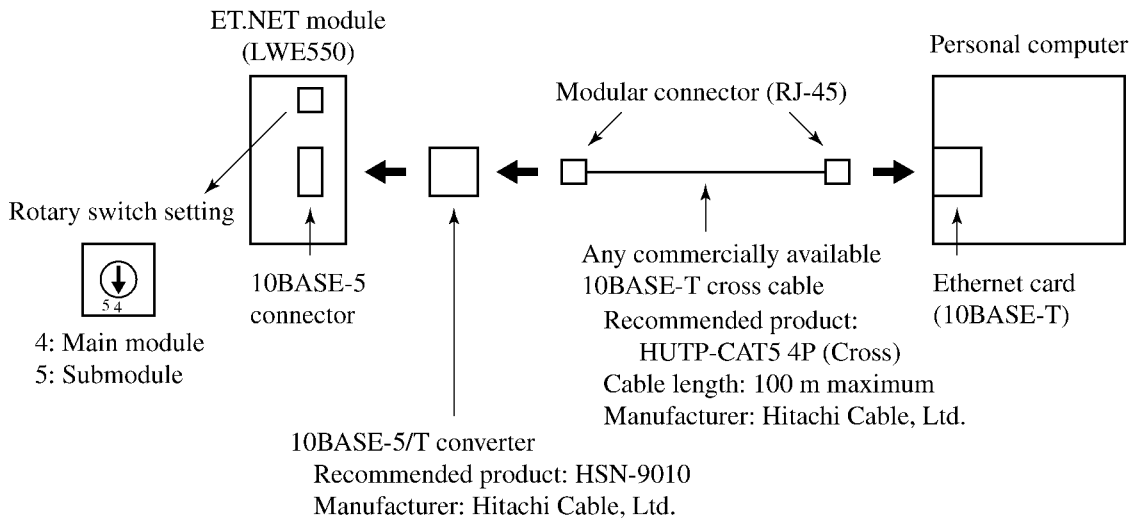 ET.NET module
(LWE550)
Personal computer
Modular connector (RJ-45)
Rotary switch setting
5 4
4: Main module
5: Submodule
10BASE-5
connector
Any commercially available
10BASE-T cross cable
Recommended product:
HUTP-CAT5 4P (Cross)
Cable length: 100 m maximum
Manufacturer: Hitachi Cable, Ltd.
Ethernet card
(10BASE-T)
10BASE-5/T converter
Recommended product: HSN-9010
Manufacturer: Hitachi Cable, Ltd.